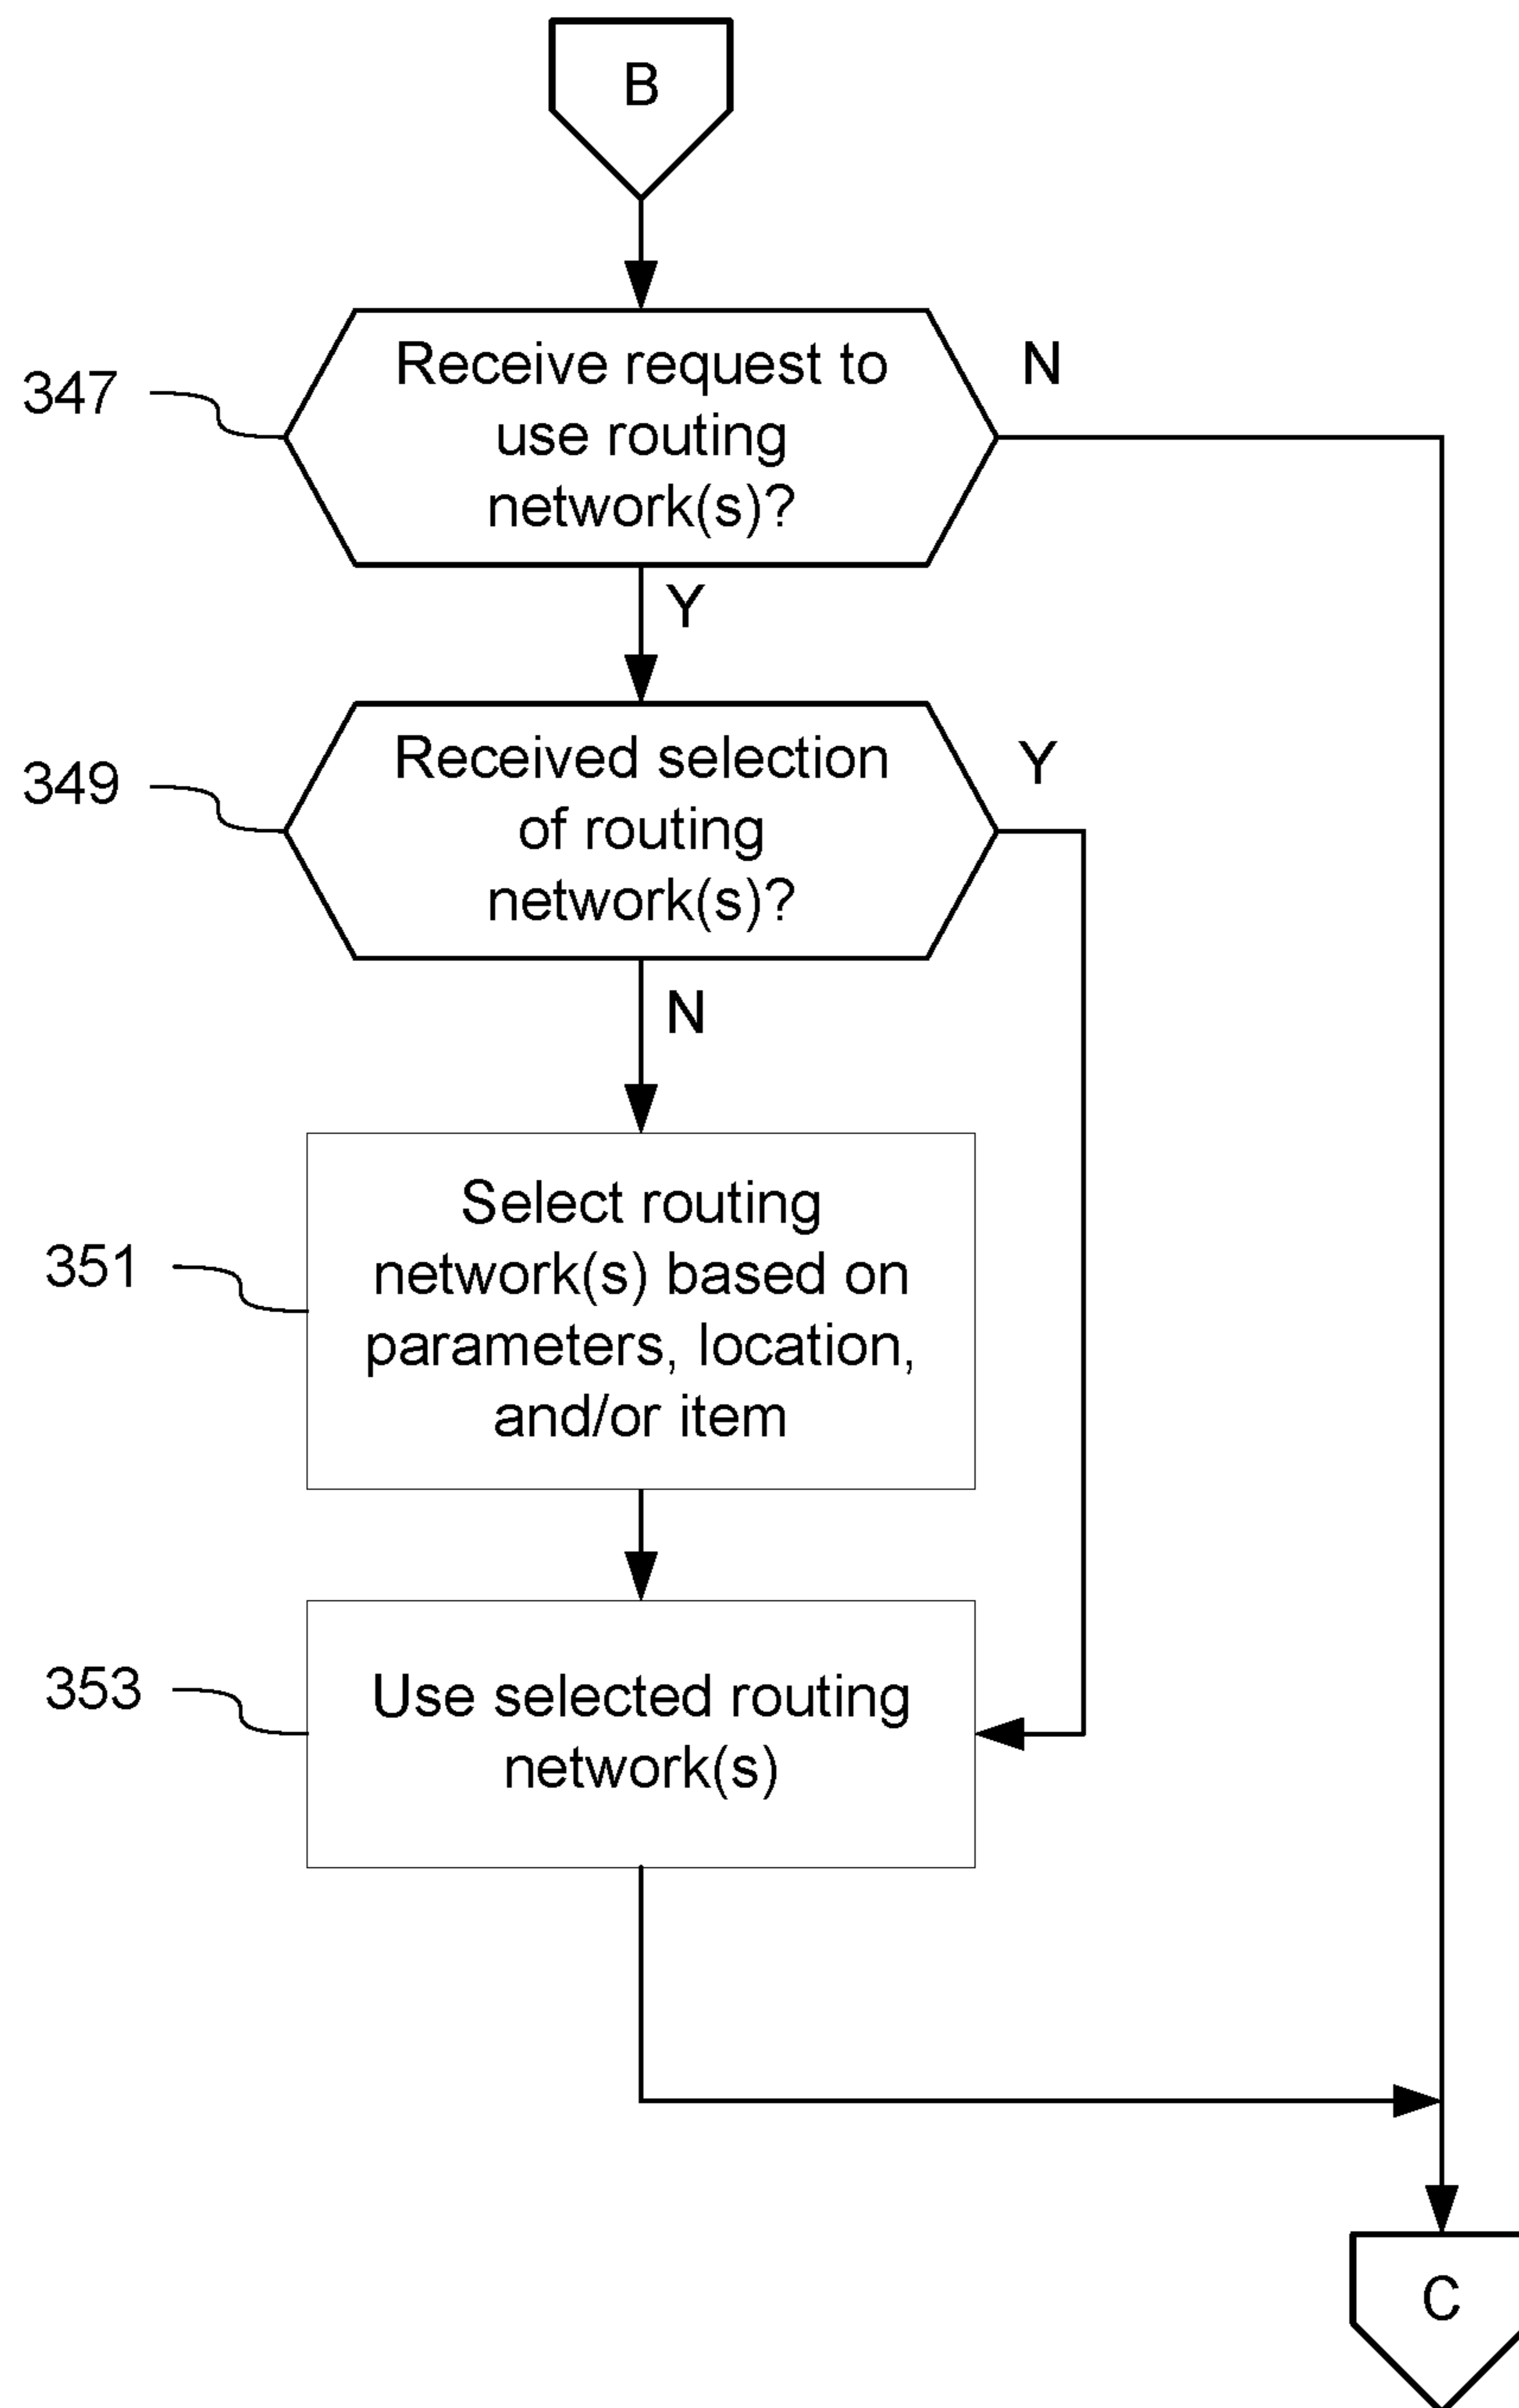 B
347
Receive request to
use routing
network(s)?
N
Y
349
Received selection
of routing
network(s)?
Y
N
351
Select routing
network(s) based on
parameters, location,
and/or item
353
Use selected routing
network(s)
C